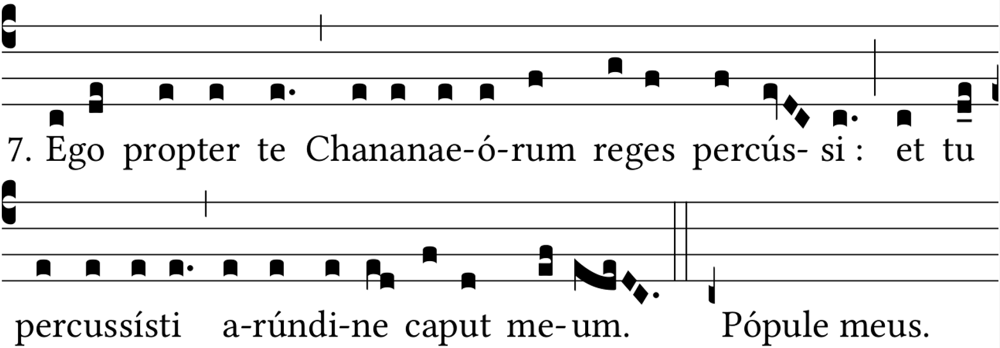 7. Ego propter te Chananae-ó-rum reges percús- si : et tu
percussísti a-rúndi-ne caput me-um. Pópule meus.